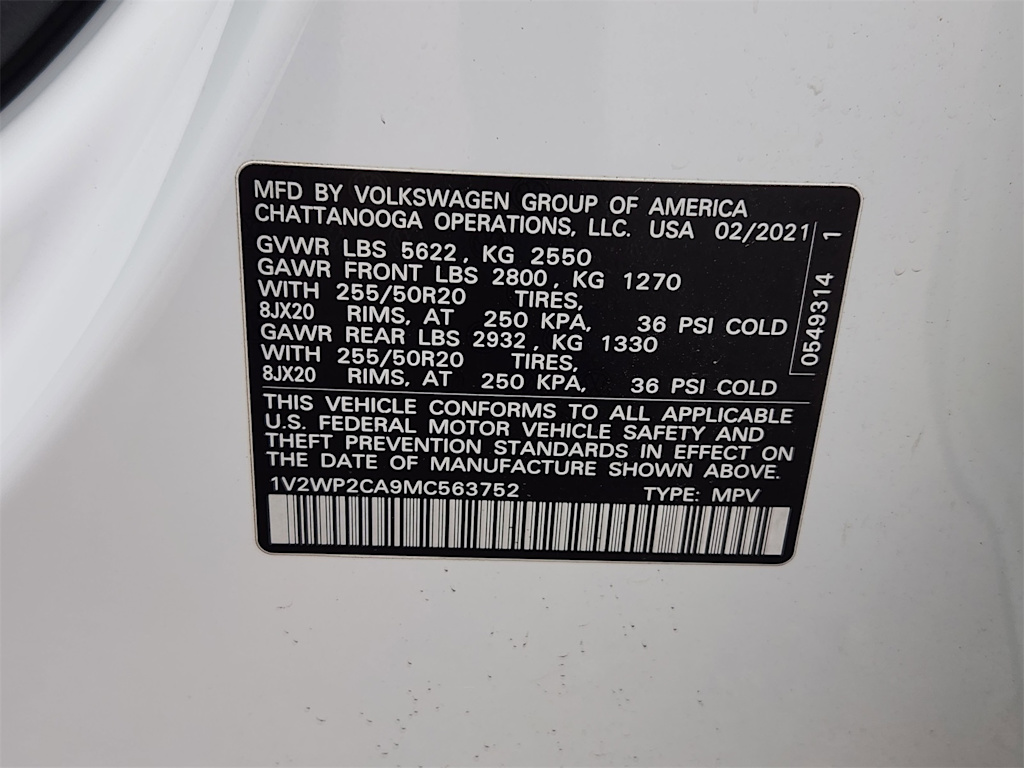 MFD BY VOLKSWAGEN GROUP OF AMERICA
CHATTANOOGA OPERATIONS, LLC. USA 02/2021
GVWR LBS 5622, KG 2550
GAWR FRONT LBS 2800, KG 1270
WITH 255/50R20 TIRES,
8JX20 RIMS, AT 250 KPA, 36 PSI COLD
GAWR REAR LBS 2932, KG 1330
WITH 255/50R20 TIRES,
8JX20 RIMS, AT 250 KPA, 36 PSI COLD
0549314 1
THIS VEHICLE CONFORMS TO ALL APPLICABLE
U.S. FEDERAL MOTOR VEHICLE SAFETY AND
THEFT PREVENTION STANDARDS IN EFFECT ON
THE DATE OF MANUFACTURE SHOWN ABOVE.
1V2WP2CA9MC563752 TYPE: MPV